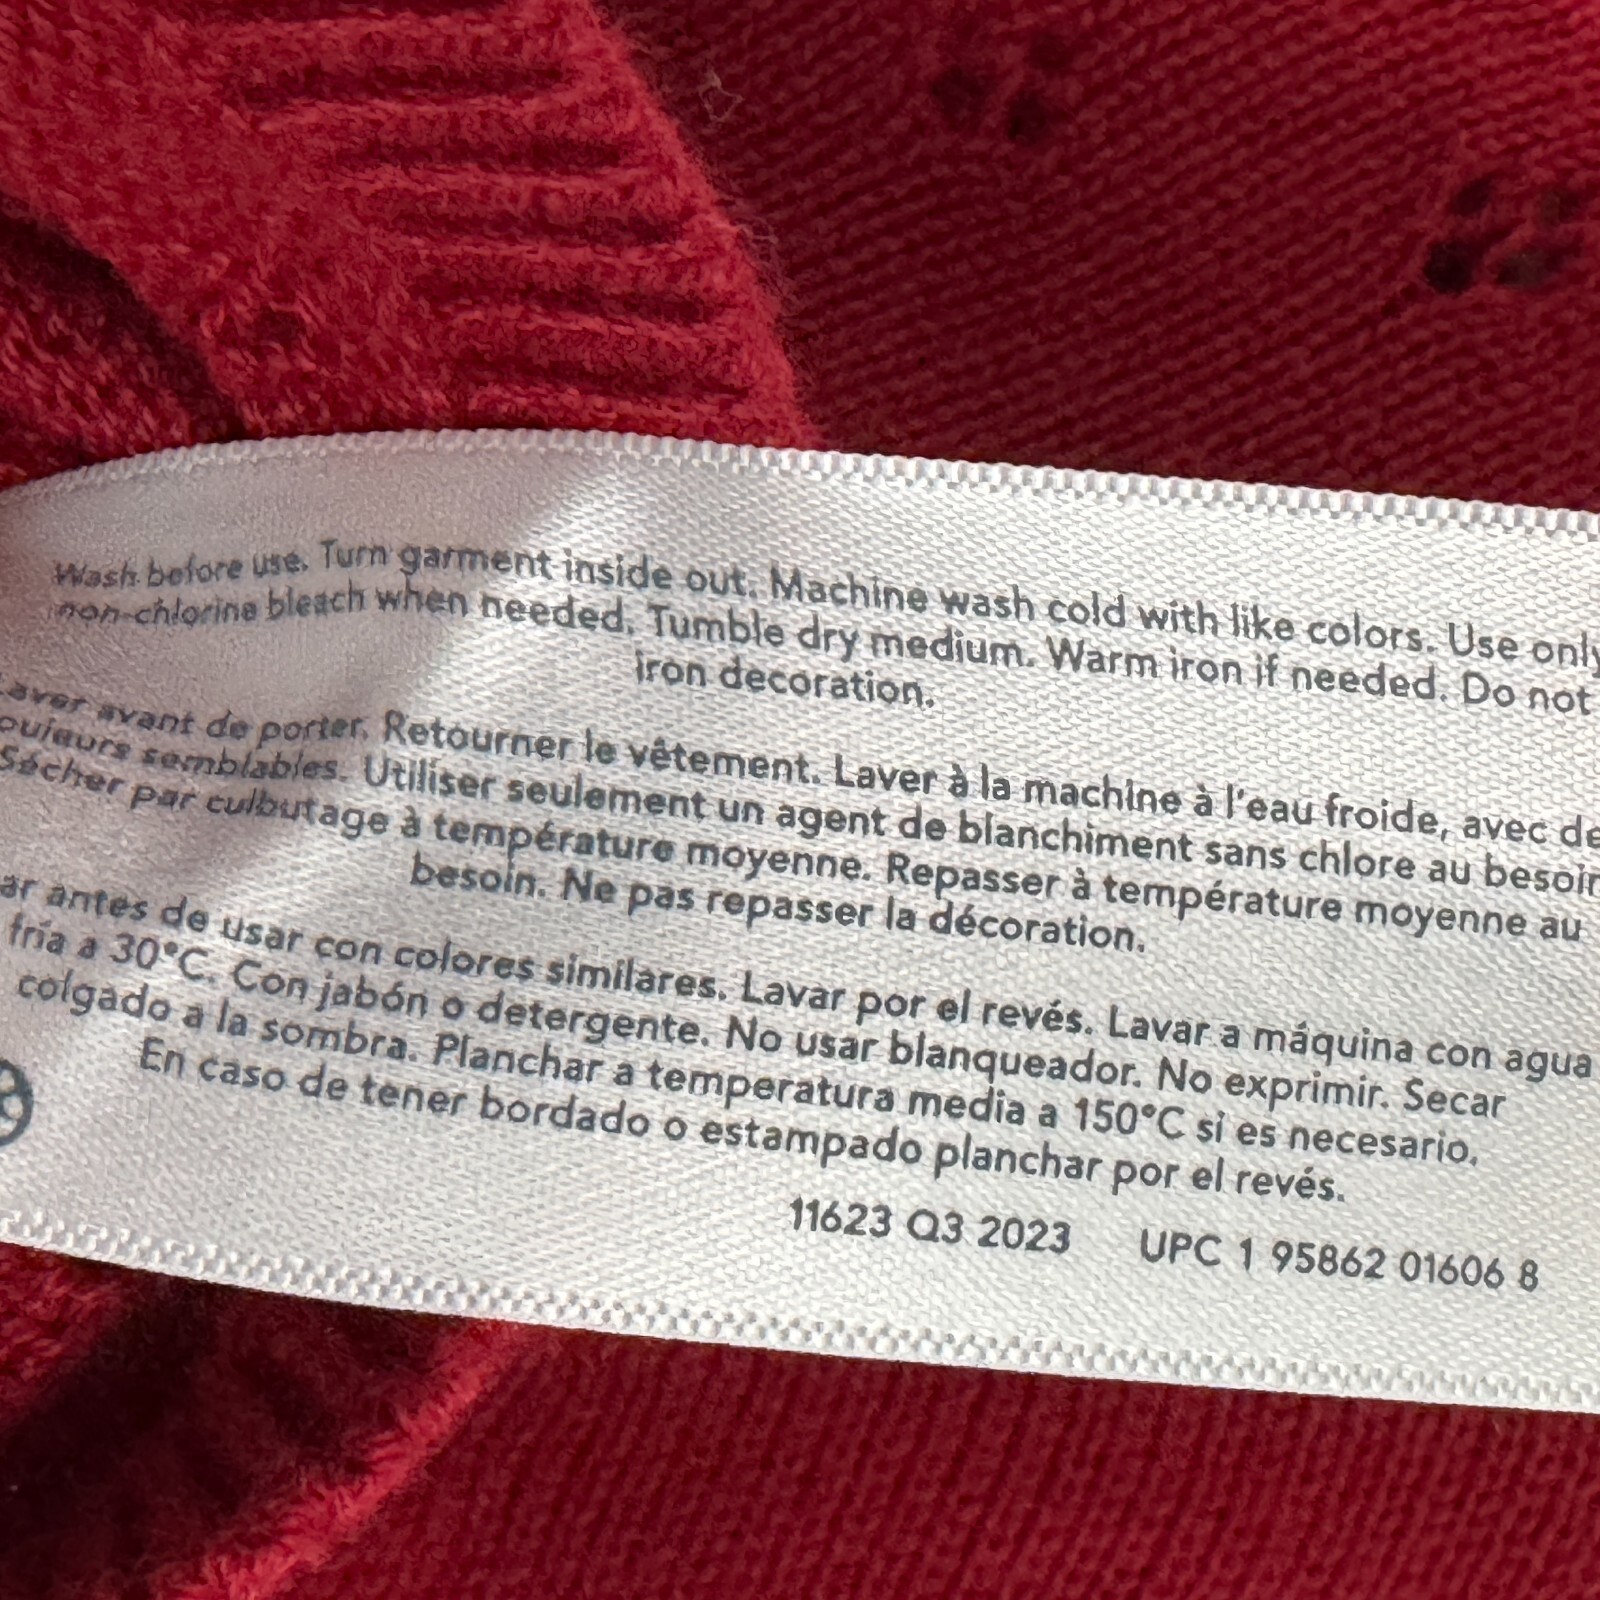 Wash before use. Turn garment inside out. Machine wash cold with like colors. Use only
non-chlorine bleach when needed. Tumble dry medium. Warm iron if needed. Do not
iron decoration.
Laver avant de porter. Retourner le vêtement. Laver à la machine à l'eau froide, avec de
ouleurs semblables. Utiliser seulement un agent de blanchiment sans chlore au besoin
Sécher par culbutage à température moyenne. Repasser à température moyenne au
besoin. Ne pas repasser la décoration.
ar antes de usar con colores similares. Lavar por el revés. Lavar a máquina con agua
fría a 30°C. Con jabón o detergente. No usar blanqueador. No exprimir. Secar
colgado a la sombra. Planchar a temperatura media a 150°C si es necesario.
En caso de tener bordado o estampado planchar por el revés.
11623 Q3 2023 UPC 1 95862 01606 8